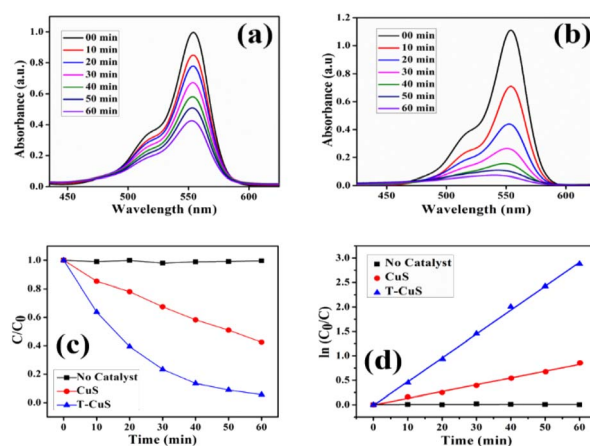 (a)
00 min
10 min
20 min
30 min
40 min
50 min
60 min
Absorbance (a.u.)
1.0
0.8
0.6
0.4
0.2
0.0
450 500 550 600
Wavelength (nm)
(b)
00 min
10 min
20 min
30 min
40 min
50 min
60 min
Absorbance (a.u)
1.2
1.0
0.8
0.6
0.4
0.2
0.0
450 500 550 600
Wavelength (nm)
(c)
No Catalyst
CuS
T-CuS
C/C0
1.0
0.8
0.6
0.4
0.2
0.0
0 10 20 30 40 50 60
Time (min)
(d)
No Catalyst
CuS
T-CuS
ln (C0/C)
3.0
2.5
2.0
1.5
1.0
0.5
0.0
0 10 20 30 40 50 60
Time (min)